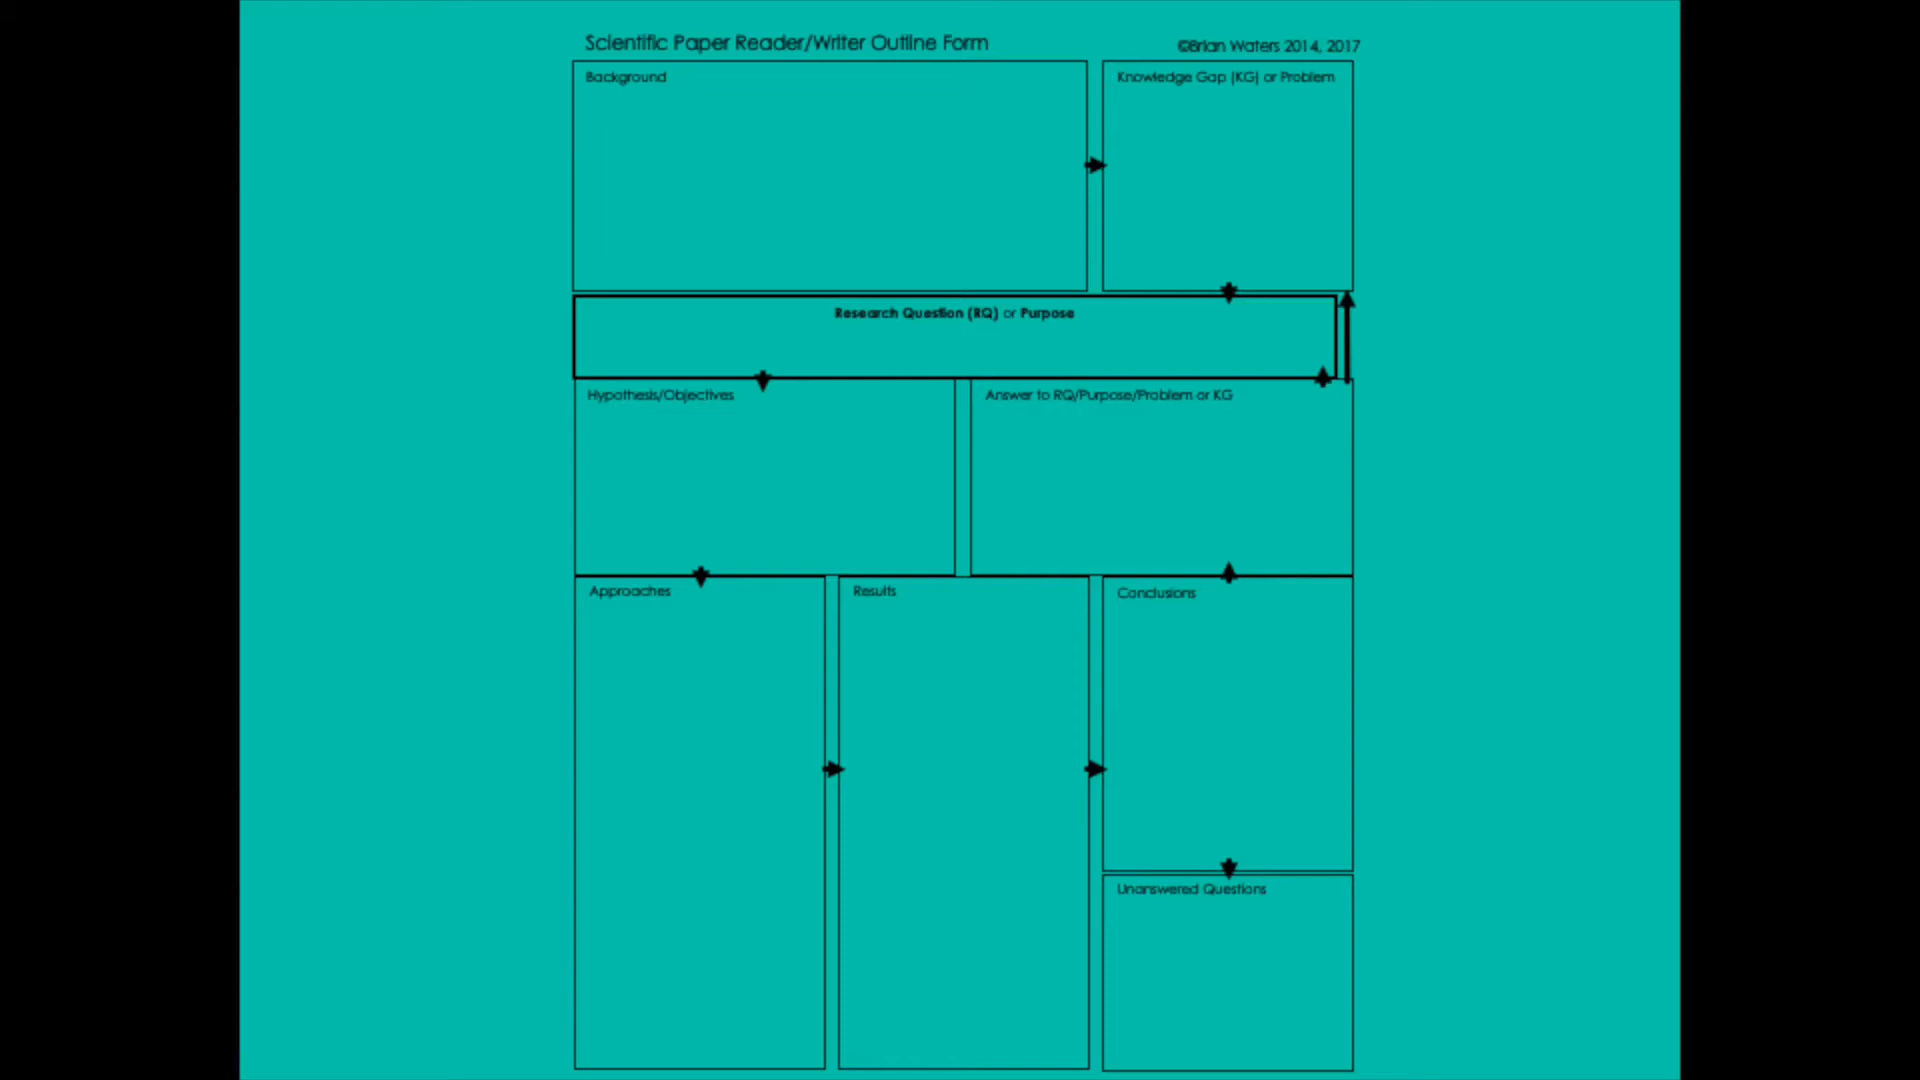 Scientific Paper Reader/Writer Outline Form
©Brian Waters 2014, 2017
Background
Knowledge Gap (KG) or Problem
Research Question (RQ) or Purpose
Hypothesis/Objectives
Answer to RQ/Purpose/Problem or KG
Approaches
Results
Conclusions
Unanswered Questions